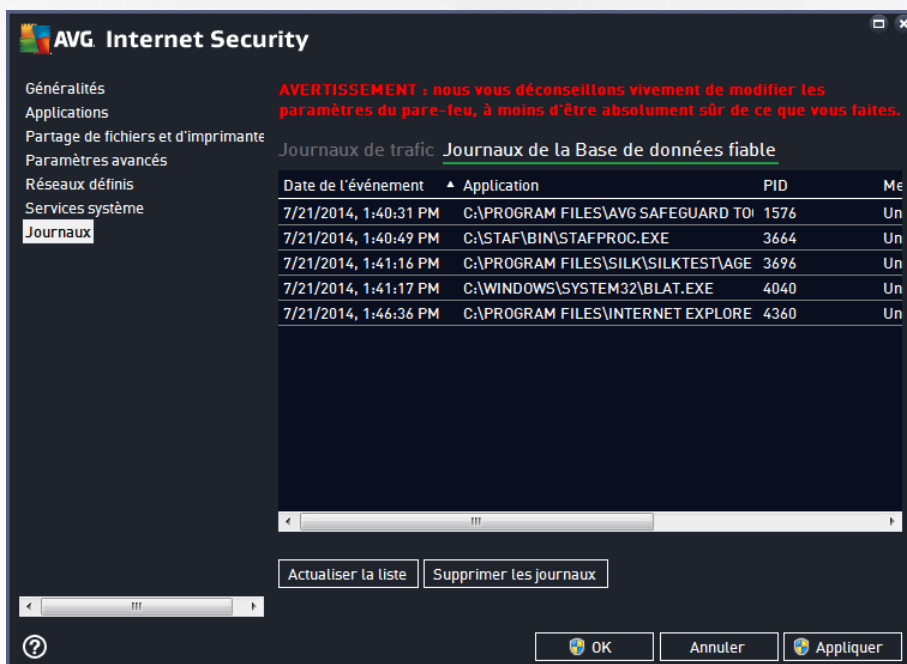 AVG Internet Security
Généralités
Applications
Partage de fichiers et d'imprimante
Paramètres avancés
Réseaux définis
Services système
Journaux
AVERTISSEMENT : nous vous déconseillons vivement de modifier les
paramètres du pare-feu, à moins d'être absolument sûr de ce que vous faites.
Journaux de trafic Journaux de la Base de données fiable
Date de l'événement Application PID Me
7/21/2014, 1:40:31 PM C:\PROGRAM FILES\AVG SAFEGUARD TO 1576 Un
7/21/2014, 1:40:49 PM C:\STAF\BIN\STAFPROC.EXE 3664 Un
7/21/2014, 1:41:16 PM C:\PROGRAM FILES\SILK\SILKTEST\AGE 3696 Un
7/21/2014, 1:41:17 PM C:\WINDOWS\SYSTEM32\BLAT.EXE 4040 Un
7/21/2014, 1:46:36 PM C:\PROGRAM FILES\INTERNET EXPLORE 4360 Un
Actualiser la liste Supprimer les journaux
OK Annuler Appliquer